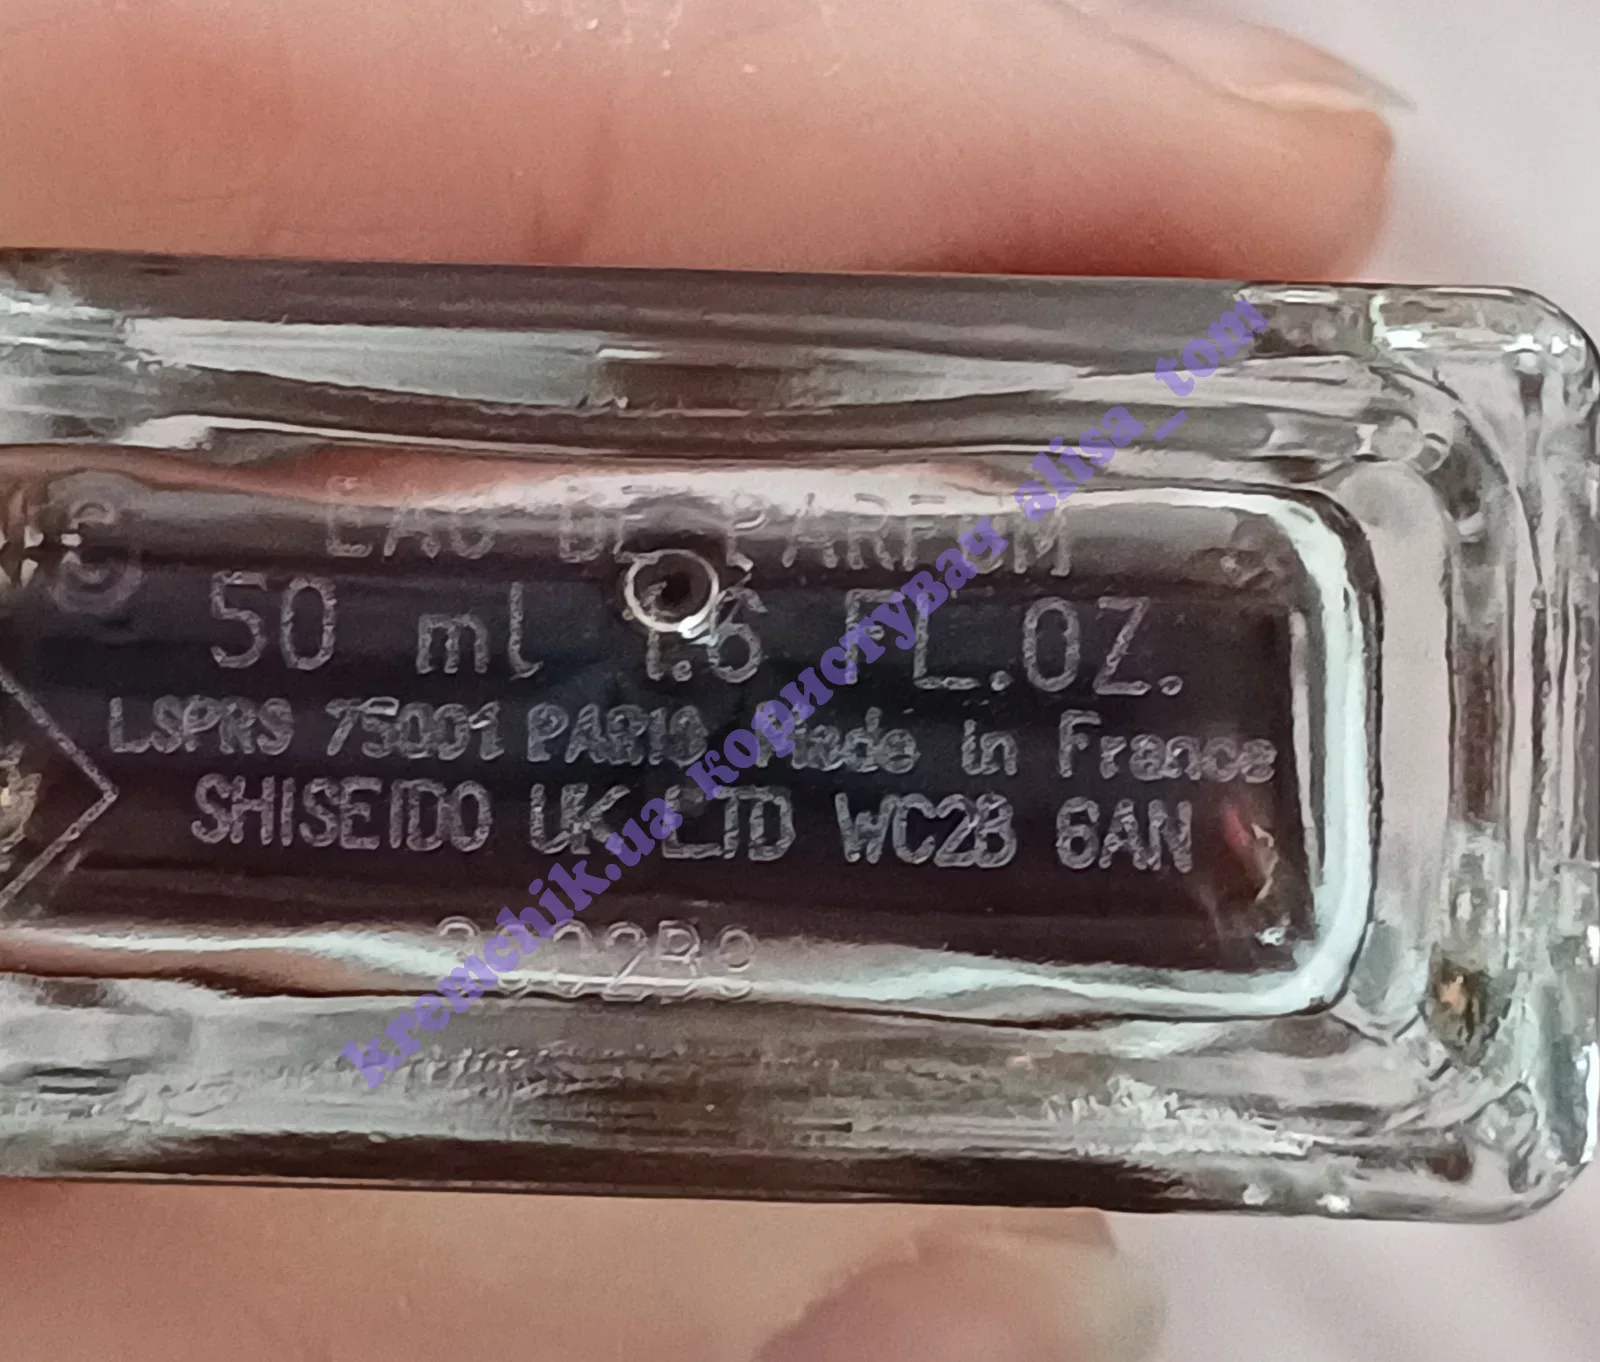 EAU DE PARFUM
50 ml 1.6 FL.OZ.
LSPRS 75001 PARIS Made in France
SHISEIDO UK LTD WC2B 6AN
kremchik.ua користувач alisa_tom